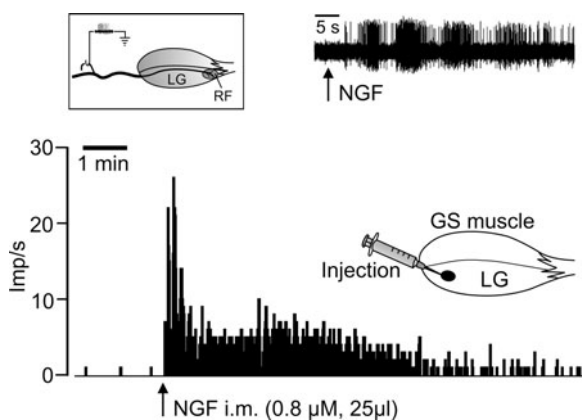 5 s
LG
RF
NGF
30
1 min
20
GS muscle
Imp/s
Injection
LG
10
0
NGF i.m. (0.8 µM, 25µl)